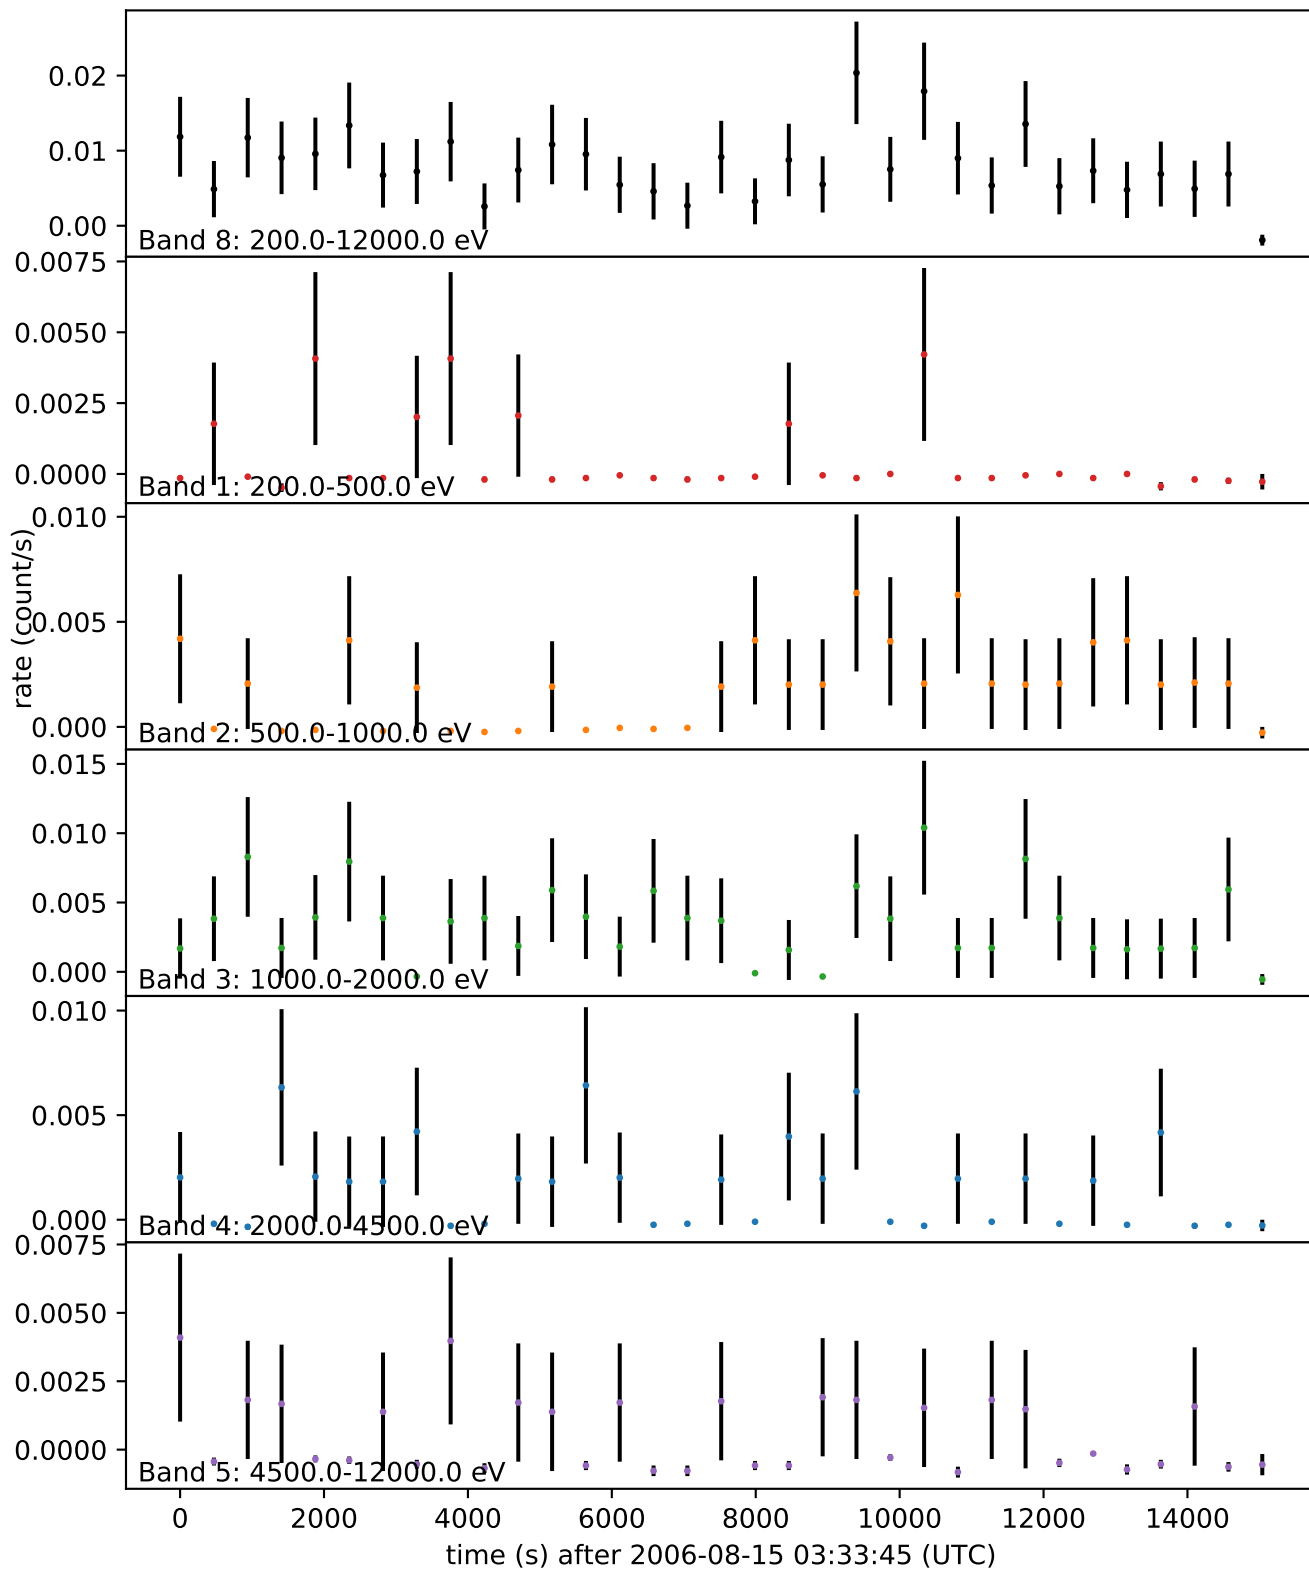 0.02
0.01
0.00
Band 8: 200.0-12000.0 eV
0.0075
0.0050
0.0025
0.0000
Band 1: 200.0-500.0 eV
0.010
0.005
0.000
Band 2: 500.0-1000.0 eV
rate (count/s)
0.015
0.010
0.005
0.000
Band 3: 1000.0-2000.0 eV
0.010
0.005
0.000
Band 4: 2000.0-4500.0 eV
0.0075
0.0050
0.0025
0.0000
Band 5: 4500.0-12000.0 eV
0 2000 4000 6000 8000 10000 12000 14000
time (s) after 2006-08-15 03:33:45 (UTC)